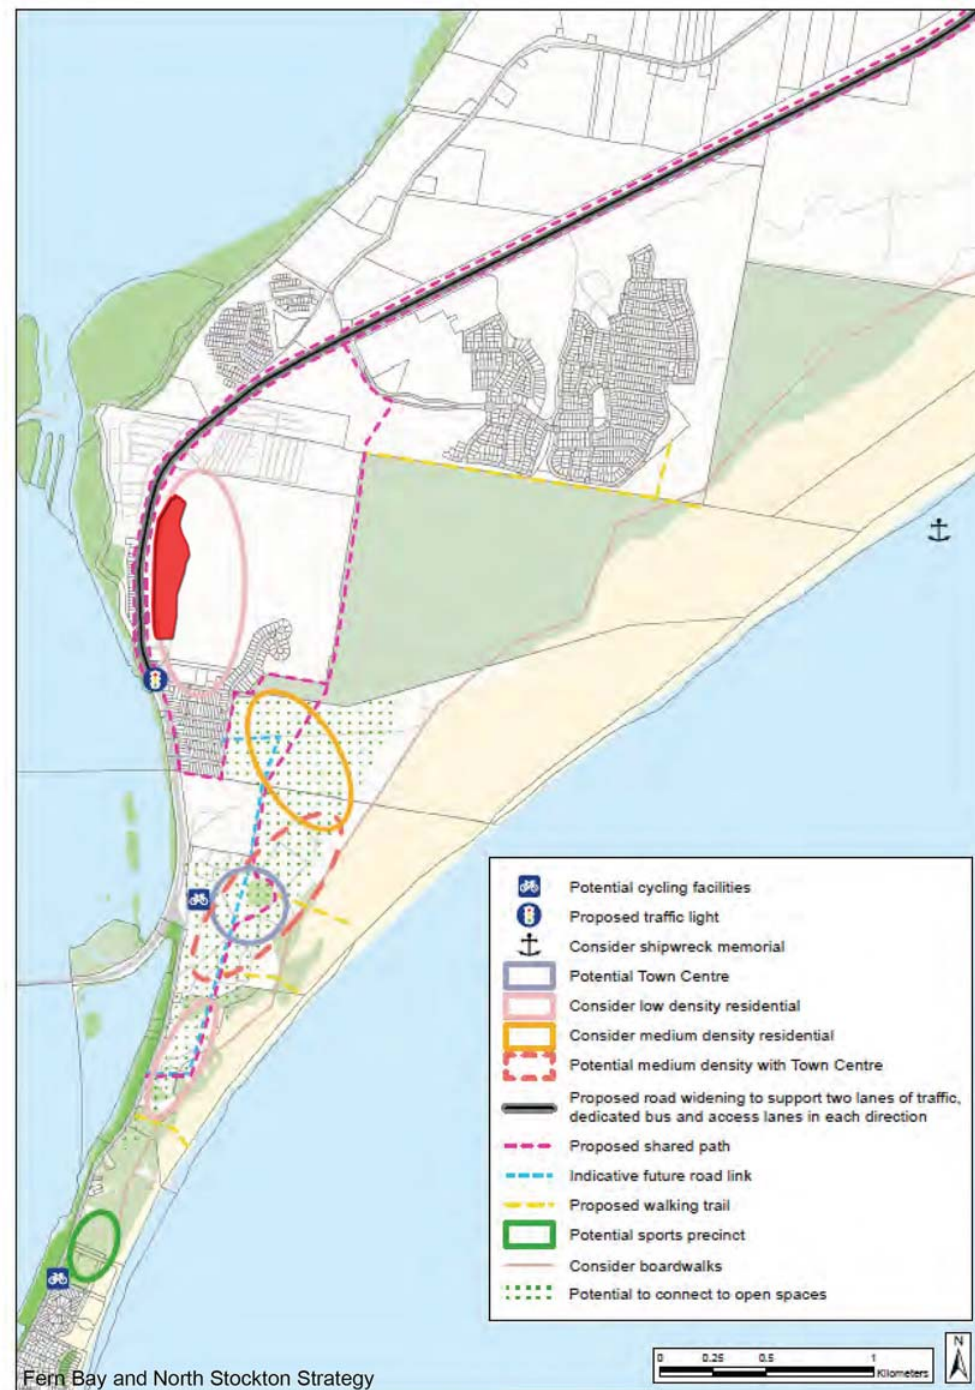 Potential cycling facilities
Proposed traffic light
Consider shipwreck memorial
Potential Town Centre
Consider low density residential
Consider medium density residential
Potential medium density with Town Centre
Proposed road widening to support two lanes of traffic,
dedicated bus and access lanes in each direction
Proposed shared path
Indicative future road link
Proposed walking trail
Potential sports precinct
Consider boardwalks
Potential to connect to open spaces
0 0.25 0.5 1
Kilometers
N
Fern Bay and North Stockton Strategy